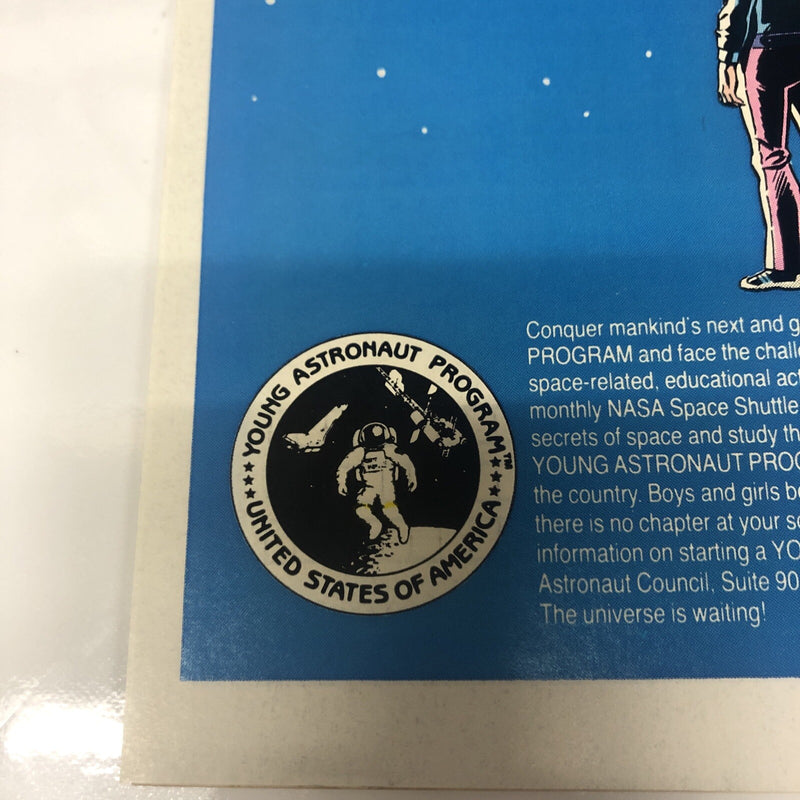 YOUNG ASTRONAUT PROGRAM™
UNITED STATES OF AMERICA
Conquer mankind's next and g
PROGRAM and face the challe
space-related, educational act
monthly NASA Space Shuttle
secrets of space and study th
YOUNG ASTRONAUT PROG
the country. Boys and girls be
there is no chapter at your sc
information on starting a YO
Astronaut Council, Suite 90
The universe is waiting!